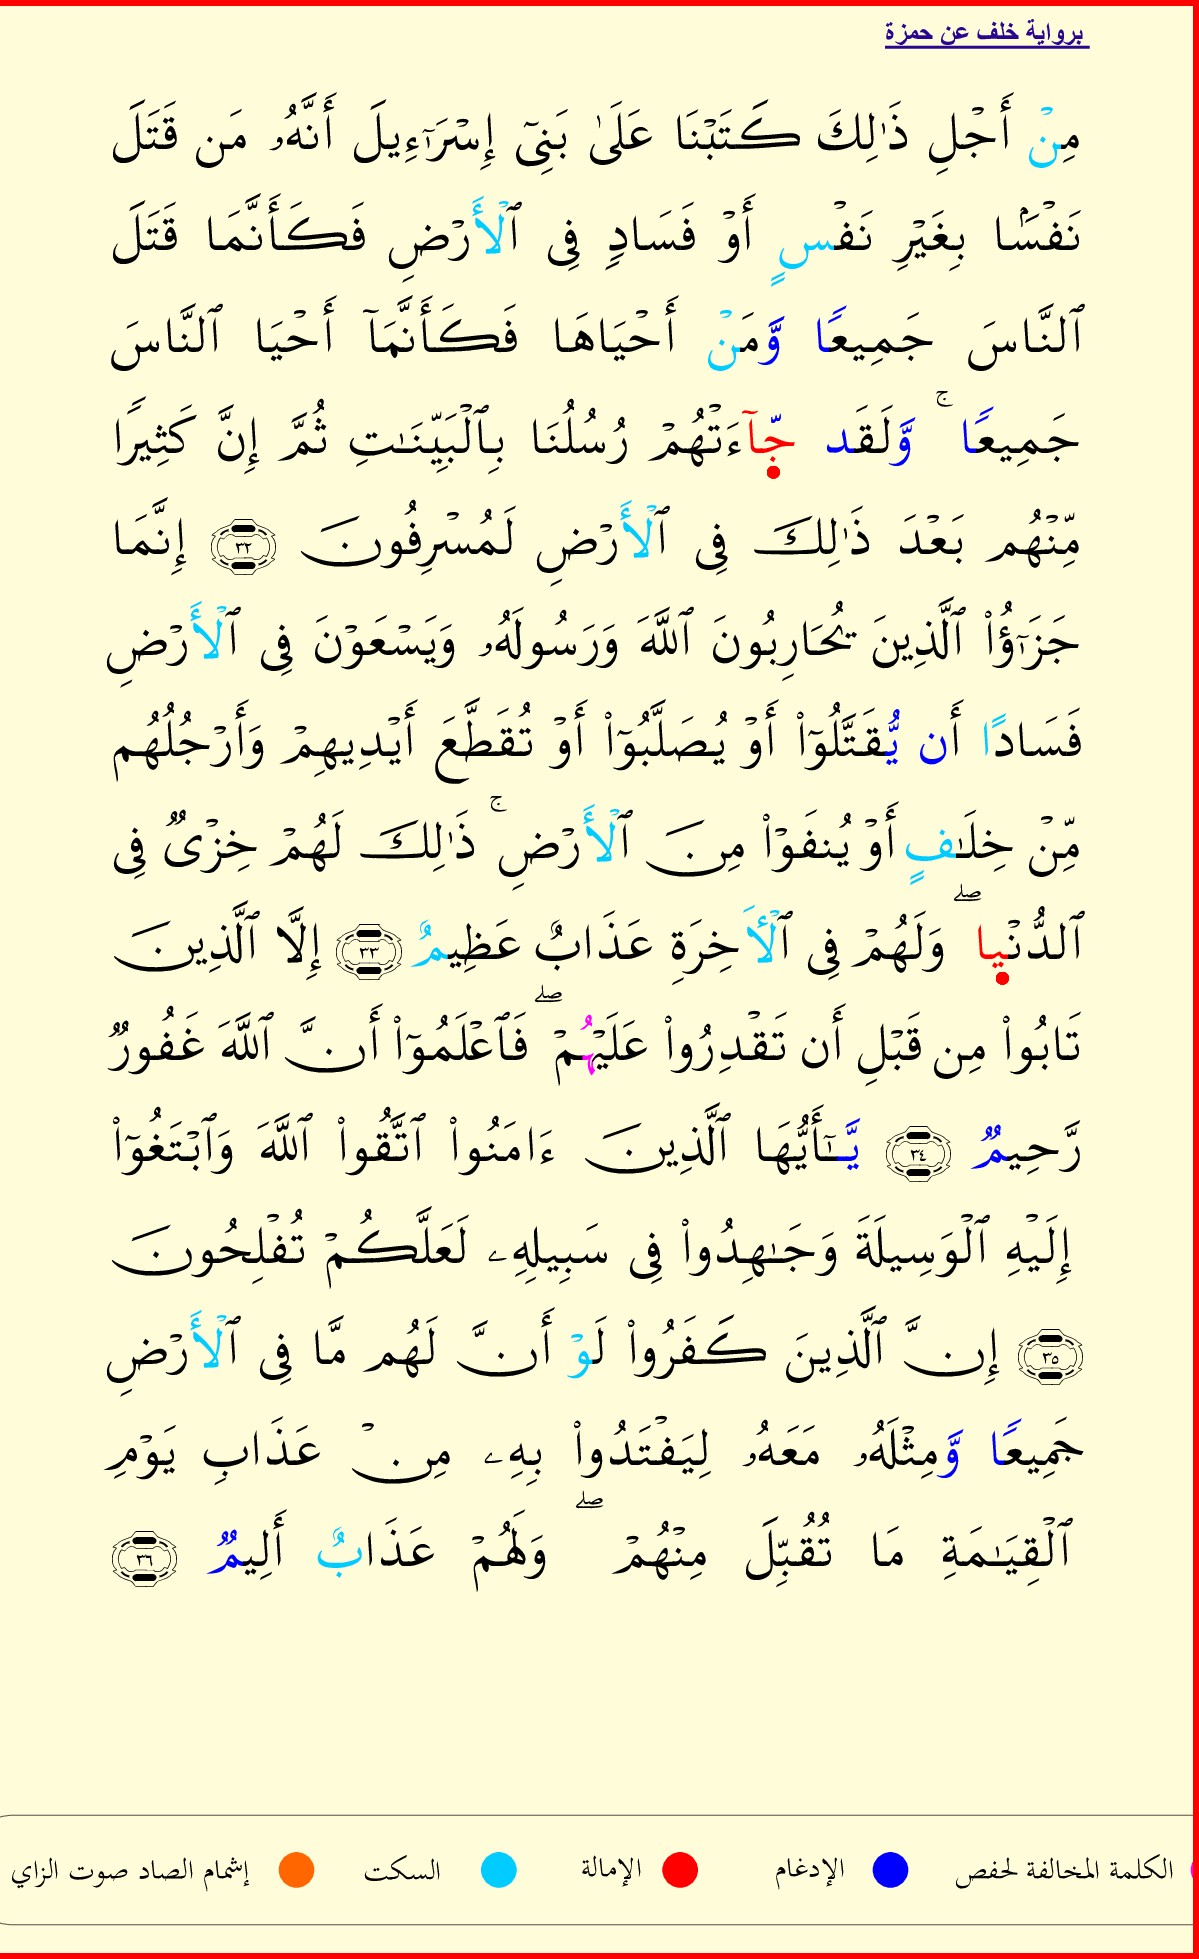 برواية خلف عن حمزة
مِنْ أَجْلِ ذَٰلِكَ كَتَبْنَا عَلَىٰ بَنِىٓ إِسْرَٰٓءِيلَ أَنَّهُۥ مَن قَتَلَ
نَفْسَۢا بِغَيْرِ نَفْسٍ أَوْ فَسَادٍ فِى ٱلْأَرْضِ فَكَأَنَّمَا قَتَلَ
ٱلنَّاسَ جَمِيعًا وَّمَنْ أَحْيَاهَا فَكَأَنَّمَآ أَحْيَا ٱلنَّاسَ
جَمِيعًا ۚ وَّلَقَد جِّآءَتْهُمْ رُسُلُنَا بِٱلْبَيِّنَـٰتِ ثُمَّ إِنَّ كَثِيرًا
مِّنْهُم بَعْدَ ذَٰلِكَ فِى ٱلْأَرْضِ لَمُسْرِفُونَ ٣٢ إِنَّمَا
جَزَٰٓؤُا۟ ٱلَّذِينَ يُحَارِبُونَ ٱللَّهَ وَرَسُولَهُۥ وَيَسْعَوْنَ فِى ٱلْأَرْضِ
فَسَادًا أَن يُّقَتَّلُوٓا۟ أَوْ يُصَلَّبُوٓا۟ أَوْ تُقَطَّعَ أَيْدِيهِمْ وَأَرْجُلُهُم
مِّنْ خِلَـٰفٍ أَوْ يُنفَوْا۟ مِنَ ٱلْأَرْضِ ۚ ذَٰلِكَ لَهُمْ خِزْىٌ فِى
ٱلدُّنْيا ۖ وَلَهُمْ فِى ٱلْأَخِرَةِ عَذَابٌ عَظِيمٌ ٣٣ إِلَّا ٱلَّذِينَ
تَابُوا۟ مِن قَبْلِ أَن تَقْدِرُوا۟ عَلَيْهُمْ ۖ فَٱعْلَمُوٓا۟ أَنَّ ٱللَّهَ غَفُورٌ
رَّحِيمٌ ٣٤ يَّـٰٓأَيُّهَا ٱلَّذِينَ ءَامَنُوا۟ ٱتَّقُوا۟ ٱللَّهَ وَٱبْتَغُوٓا۟
إِلَيْهِ ٱلْوَسِيلَةَ وَجَـٰهِدُوا۟ فِى سَبِيلِهِۦ لَعَلَّكُمْ تُفْلِحُونَ
٣٥ إِنَّ ٱلَّذِينَ كَفَرُوا۟ لَوْ أَنَّ لَهُم مَّا فِى ٱلْأَرْضِ
جَمِيعًا وَّمِثْلَهُۥ مَعَهُۥ لِيَفْتَدُوا۟ بِهِۦ مِنْ عَذَابِ يَوْمِ
ٱلْقِيَـٰمَةِ مَا تُقُبِّلَ مِنْهُمْ ۖ وَلَهُمْ عَذَابٌ أَلِيمٌ ٣٦
الكلمة المخالفة لحفص الإدغام الإمالة السكت إشمام الصاد صوت الزاي